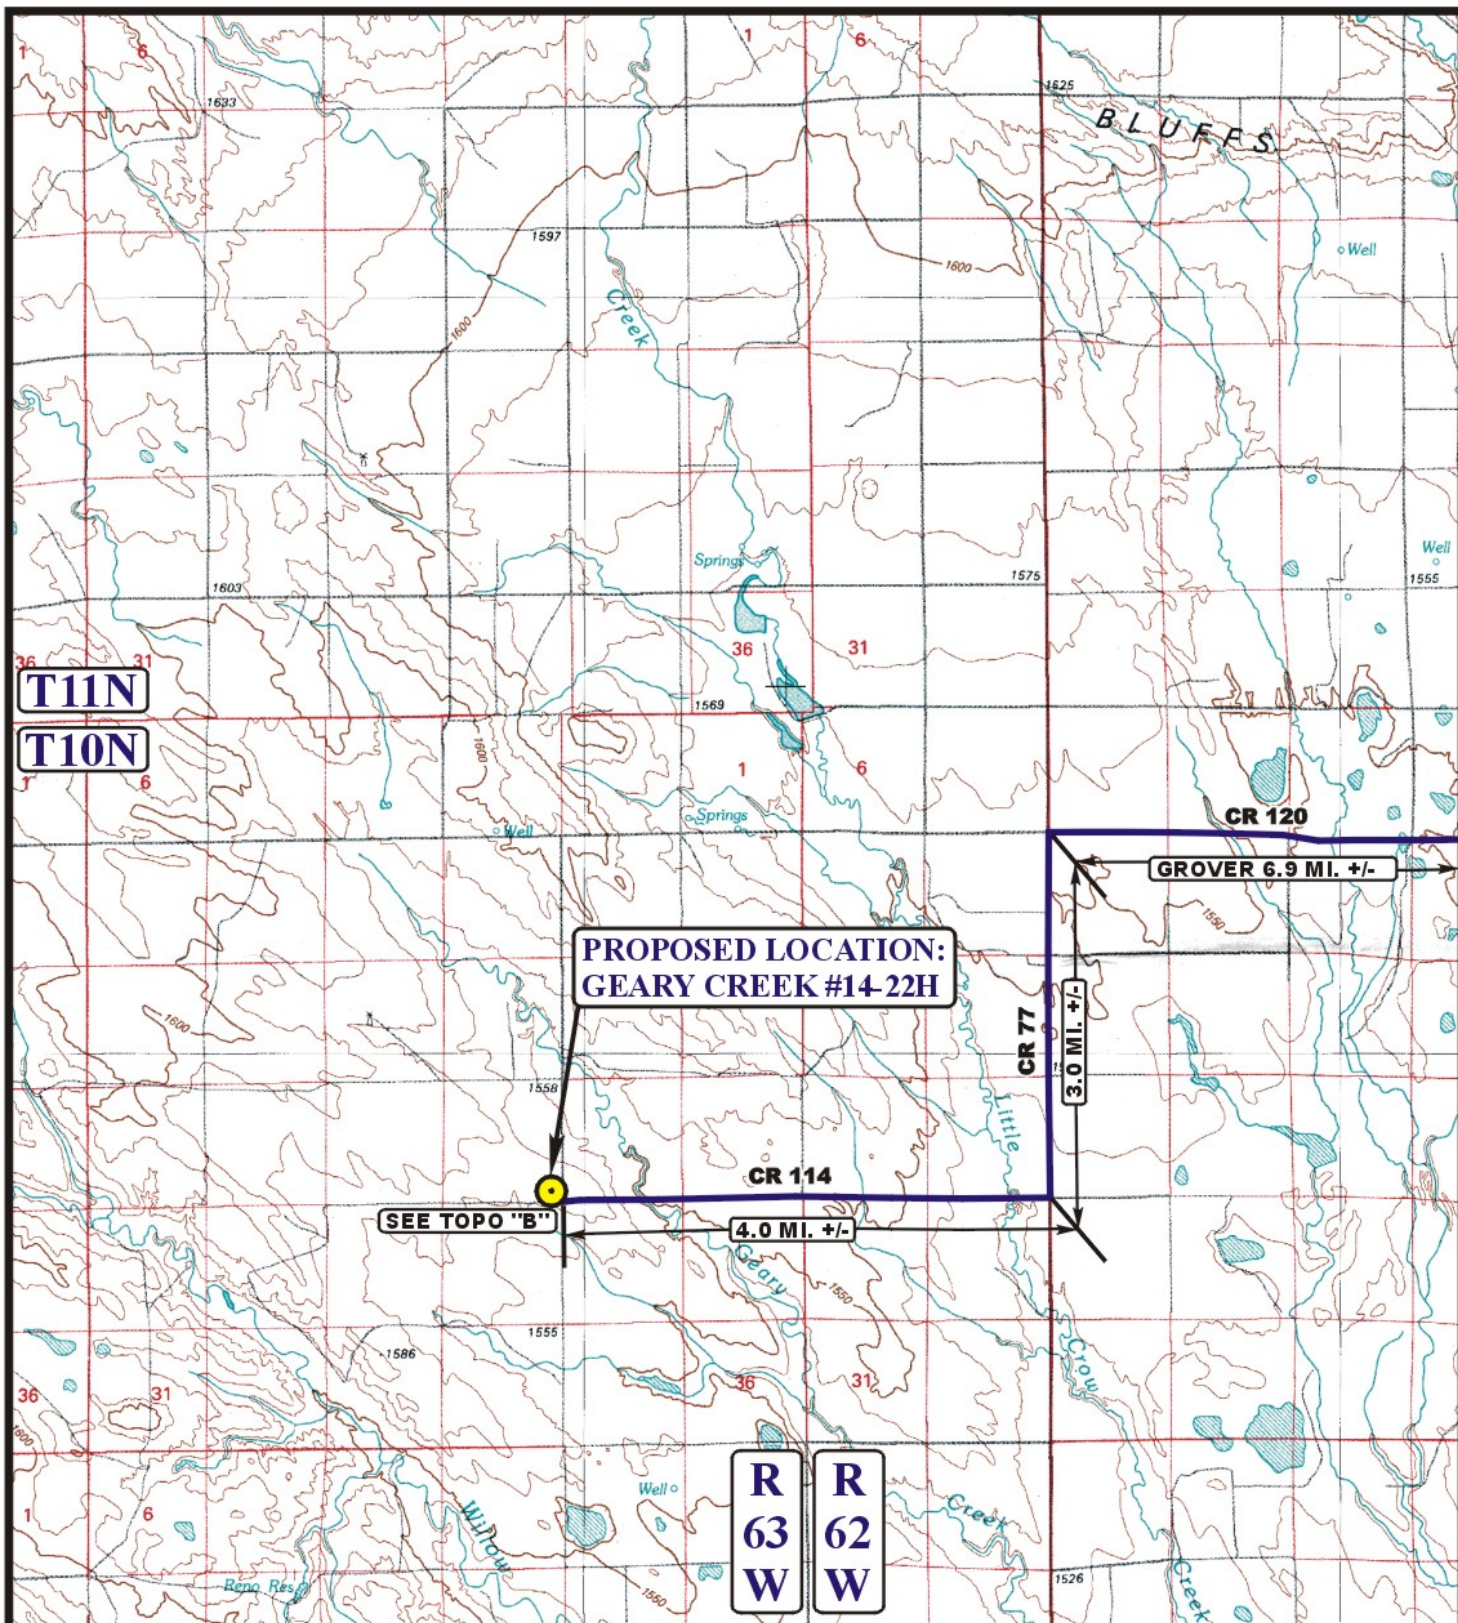 1
6
1
6
1633
1625
BLUFFS
1597
Well
1600
Creek
1600
Springs
Well
1603
1575
1555
36
31
36
31
T11N
1569
T10N
1
6
1600
1
6
Springs
Well
CR 120
GROVER 6.9 MI. +/-
1550
PROPOSED LOCATION:
GEARY CREEK #14-22H
1600
CR 77
3.0 MI. +/-
1558
Little
CR 114
SEE TOPO "B"
4.0 MI. +/-
Geary
1550
1555
1586
Crow
36
31
36
31
1600
R
63
W
R
62
W
Well
Creek
1
6
Willow
1526
Reno Res
1550
Creek